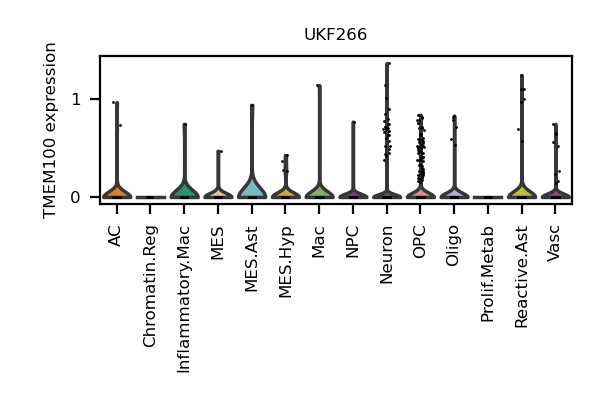 UKF266
TMEM100 expression
1
0
AC
Chromatin.Reg
Inflammatory.Mac
MES
MES.Ast
MES.Hyp
Mac
NPC
Neuron
OPC
Oligo
Prolif.Metab
Reactive.Ast
Vasc